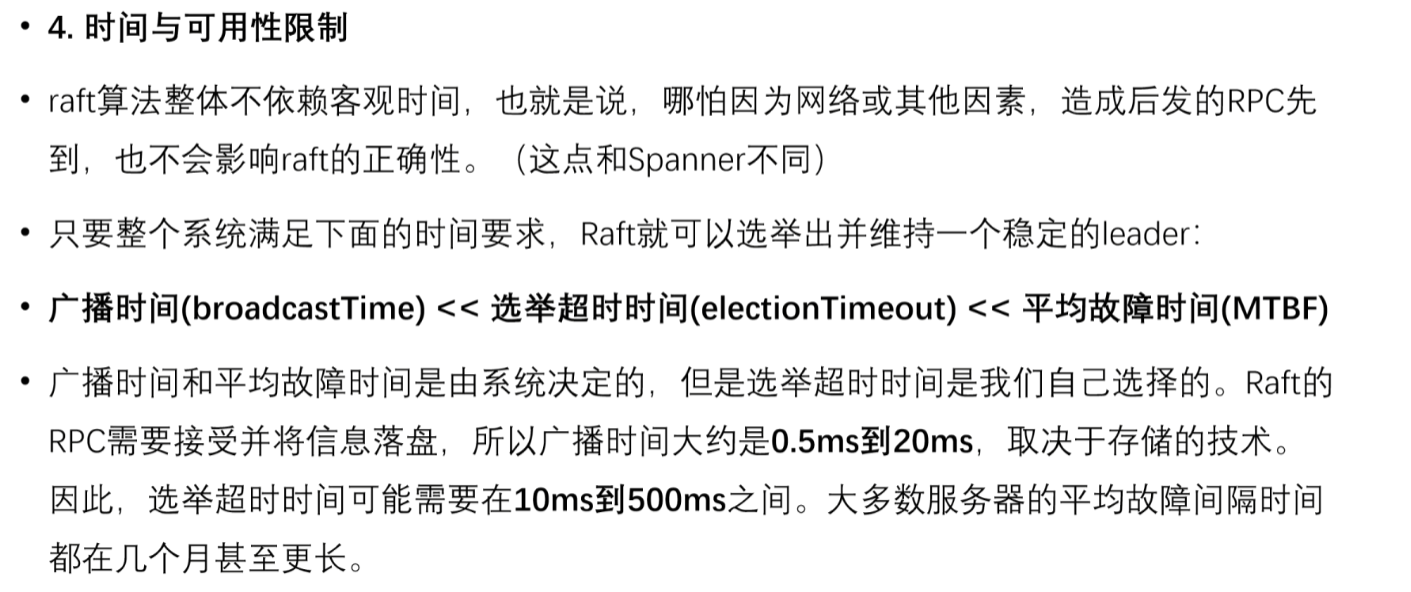 • 4. 时间与可用性限制
• raft算法整体不依赖客观时间，也就是说，哪怕因为网络或其他因素，造成后发的RPC先
到，也不会影响raft的正确性。（这点和Spanner不同）
• 只要整个系统满足下面的时间要求，Raft就可以选举出并维持一个稳定的leader：
• 广播时间(broadcastTime) << 选举超时时间(electionTimeout) << 平均故障时间(MTBF)
• 广播时间和平均故障时间是由系统决定的，但是选举超时时间是我们自己选择的。Raft的
RPC需要接受并将信息落盘，所以广播时间大约是0.5ms到20ms，取决于存储的技术。
因此，选举超时时间可能需要在10ms到500ms之间。大多数服务器的平均故障间隔时间
都在几个月甚至更长。